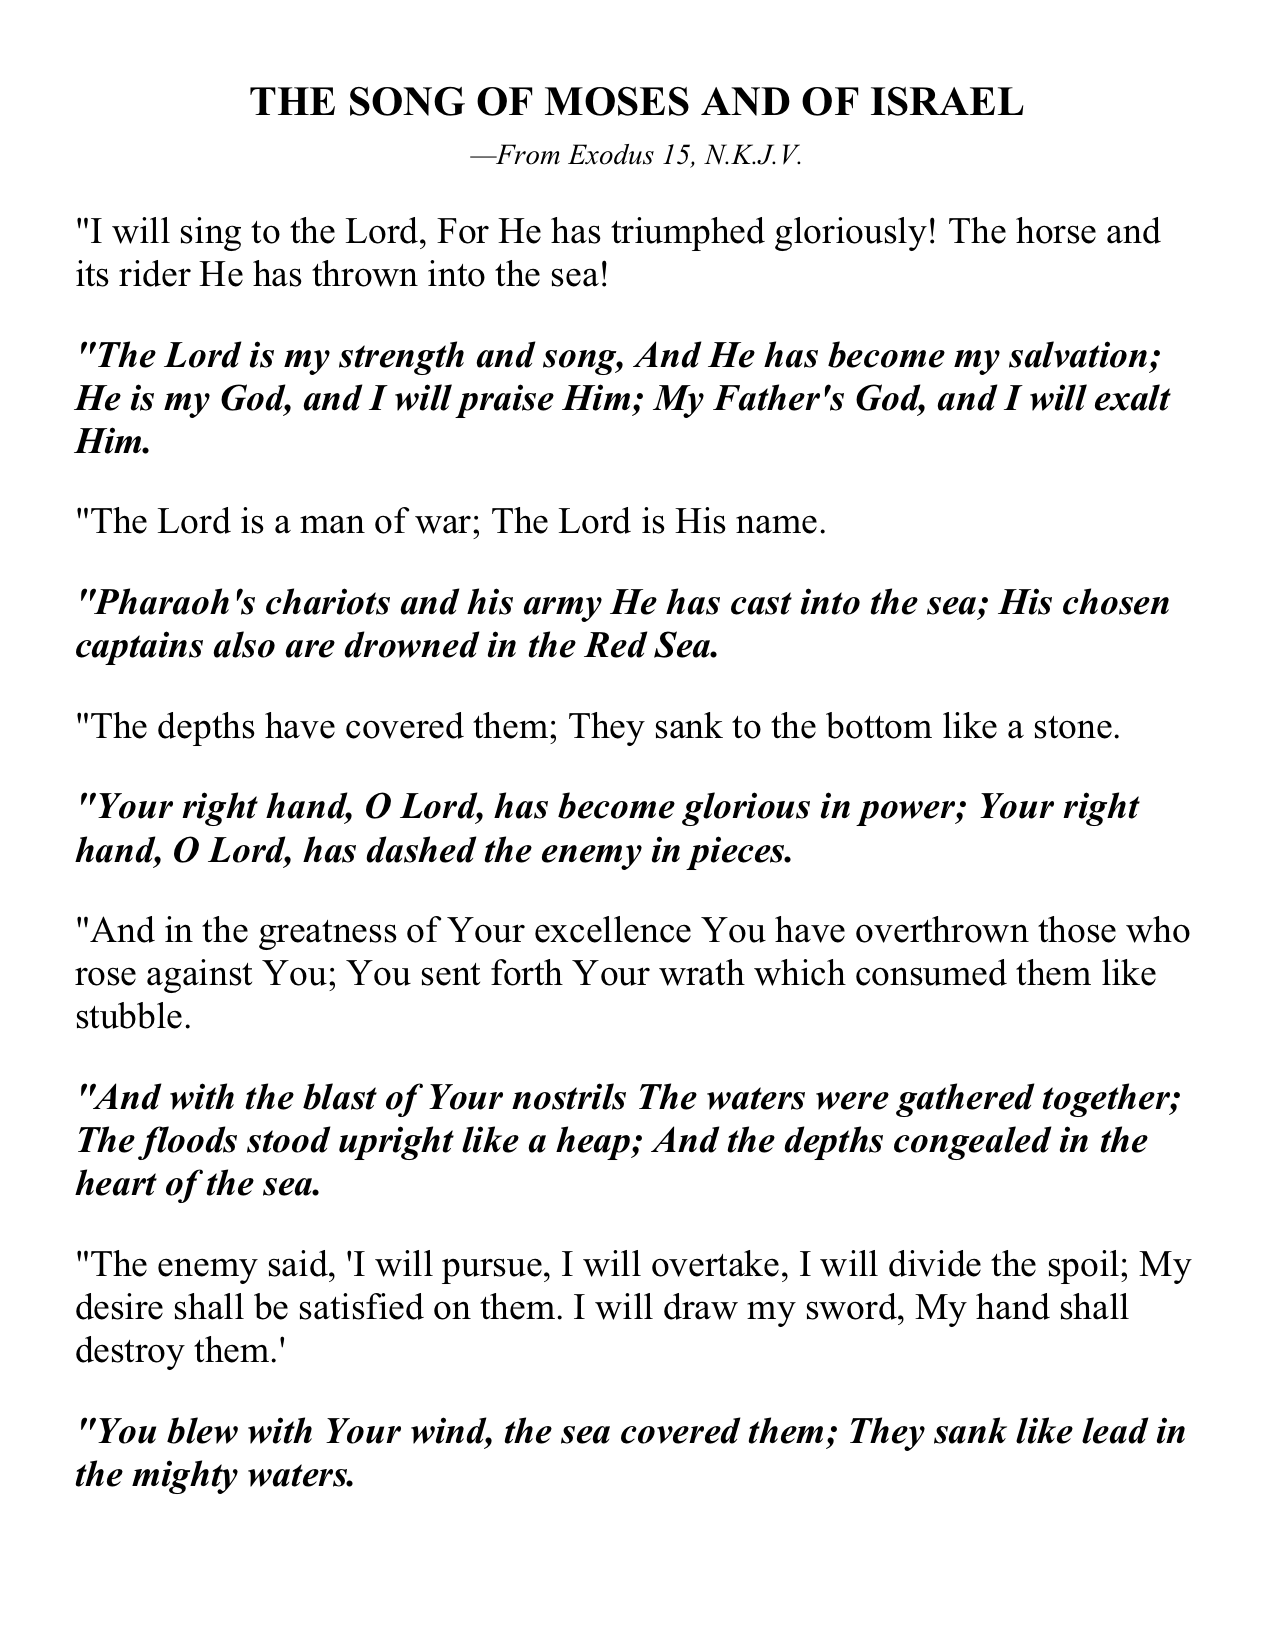 THE SONG OF MOSES AND OF ISRAEL
—From Exodus 15, N.K.J.V.
"I will sing to the Lord, For He has triumphed gloriously! The horse and
its rider He has thrown into the sea!
"The Lord is my strength and song, And He has become my salvation;
He is my God, and I will praise Him; My Father's God, and I will exalt
Him.
"The Lord is a man of war; The Lord is His name.
"Pharaoh's chariots and his army He has cast into the sea; His chosen
captains also are drowned in the Red Sea.
"The depths have covered them; They sank to the bottom like a stone.
"Your right hand, O Lord, has become glorious in power; Your right
hand, O Lord, has dashed the enemy in pieces.
"And in the greatness of Your excellence You have overthrown those who
rose against You; You sent forth Your wrath which consumed them like
stubble.
"And with the blast of Your nostrils The waters were gathered together;
The floods stood upright like a heap; And the depths congealed in the
heart of the sea.
"The enemy said, 'I will pursue, I will overtake, I will divide the spoil; My
desire shall be satisfied on them. I will draw my sword, My hand shall
destroy them.'
"You blew with Your wind, the sea covered them; They sank like lead in
the mighty waters.